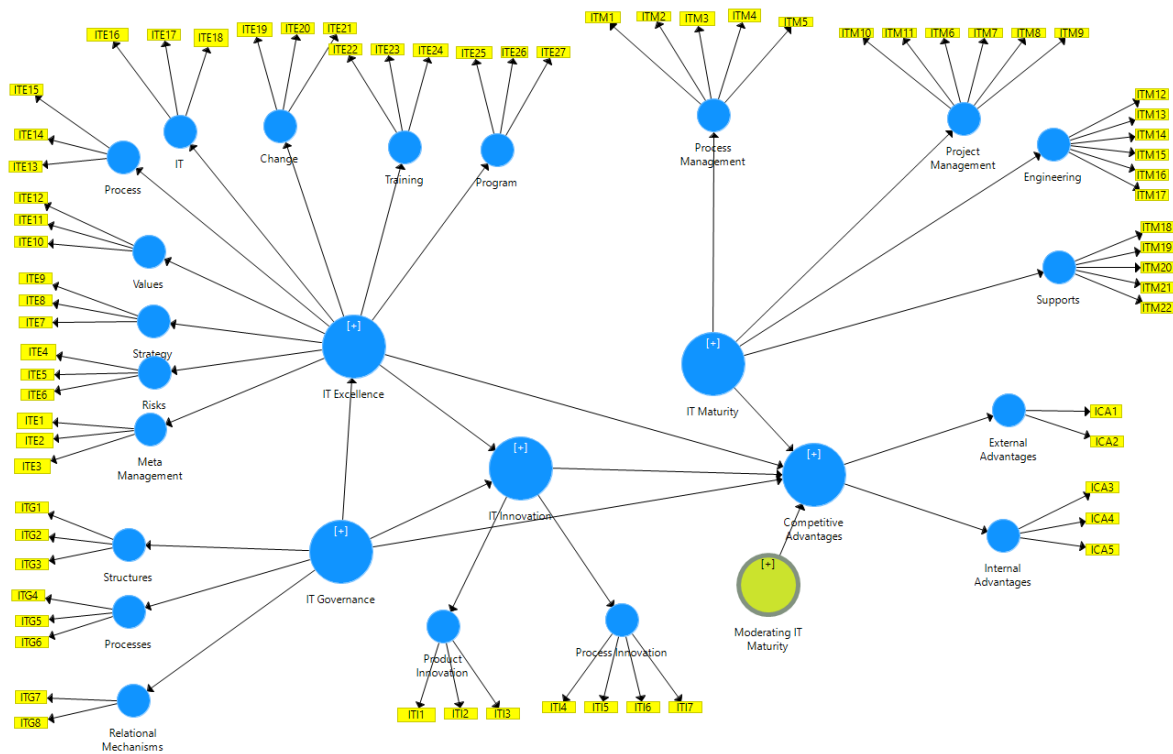 ITE16
ITE17
ITE18
ITE19
ITE20
ITE21
ITE22
ITE23
ITE24
ITE25
ITE26
ITE27
ITM1
ITM2
ITM3
ITM4
ITM5
ITM10
ITM11
ITM6
ITM7
ITM8
ITM9
ITE15
ITE14
ITE13
Process
IT
Change
Training
Program
Process
Management
Project
Management
Engineering
ITM12
ITM13
ITM14
ITM15
ITM16
ITM17
ITE12
ITE11
ITE10
Values
ITE9
ITE8
ITE7
Strategy
ITE4
ITE5
ITE6
Risks
ITE1
ITE2
ITE3
Meta
Management
[+]
IT Excellence
[+]
IT Maturity
Supports
ITM18
ITM19
ITM20
ITM21
ITM22
[+]
IT Innovation
[+]
Competitive
Advantages
External
Advantages
ICA1
ICA2
Internal
Advantages
ICA3
ICA4
ICA5
ITG1
ITG2
ITG3
Structures
[+]
IT Governance
ITG4
ITG5
ITG6
Processes
[+]
Moderating IT
Maturity
Product
Innovation
Process Innovation
ITG7
ITG8
Relational
Mechanisms
ITI1
ITI2
ITI3
ITI4
ITI5
ITI6
ITI7